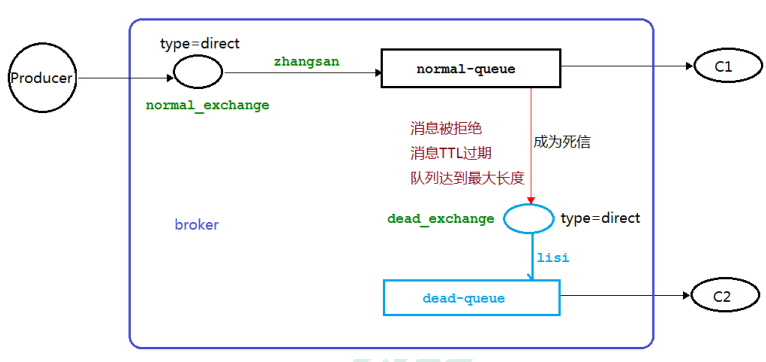 type=direct
zhangsan
Producer
normal-queue
C1
normal_exchange
消息被拒绝
消息TTL过期
成为死信
队列达到最大长度
dead_exchange
type=direct
broker
lisi
dead-queue
C2